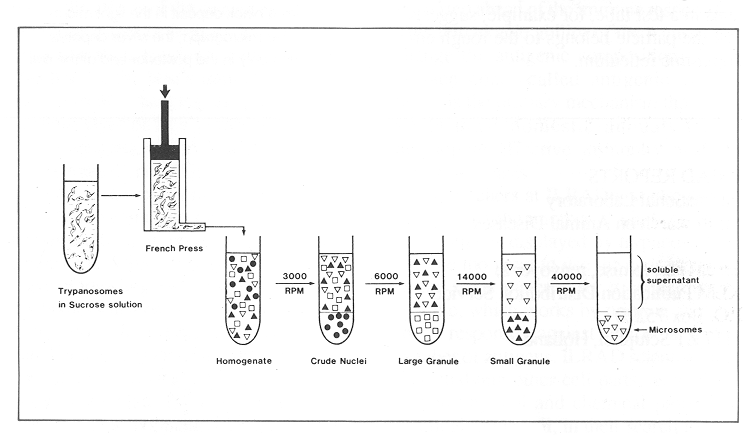 French Press
Trypanosomes
in Sucrose solution
3000
RPM
6000
RPM
14000
RPM
40000
RPM
soluble
supernatant
Microsomes
Homogenate
Crude Nuclei
Large Granule
Small Granule